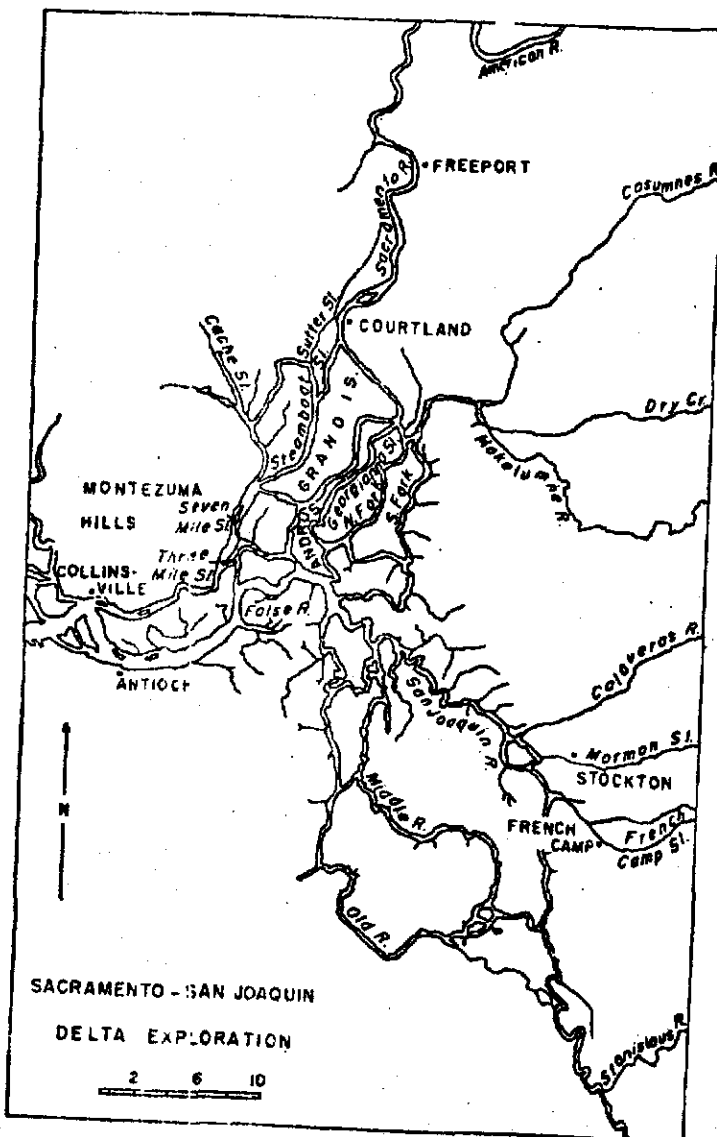 American R.
FREEPORT
Cosumnes R.
Sacramento R.
Sutter Sl.
COURTLAND
Cache Sl.
Steamboat Sl.
GRAND IS.
Dry Cr.
Mokelumne R.
Georgiana Sl.
N. Fork
S. Fork
ANDRUS
MONTEZUMA
HILLS
Seven
Mile Sl.
Three
Mile Sl.
COLLINS-
VILLE
False R.
ANTIOCH
Calaveras R.
San Joaquin R.
Mormon Sl.
STOCKTON
Middle R.
FRENCH
CAMP
French
Camp Sl.
N
Old R.
Stanislaus R.
SACRAMENTO - SAN JOAQUIN
DELTA EXPLORATION
2 6 10